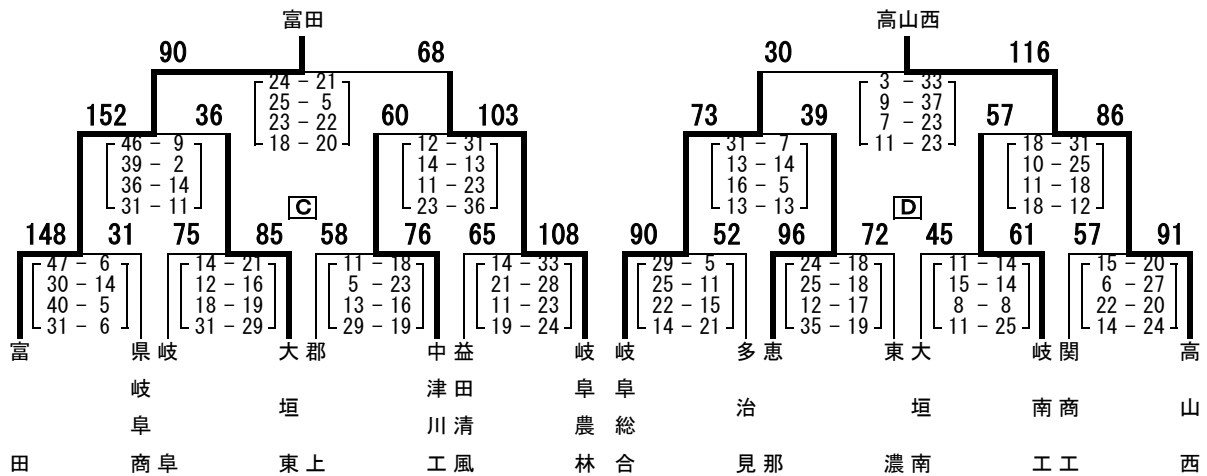 富田 高山西
90 68 30 116
24 - 21 3 - 33
25 - 5 9 - 37
23 - 22 7 - 23
18 - 20 11 - 23
152 36 60 103 73 39 57 86
46 - 9 12 - 31 31 - 7 18 - 31
39 - 2 14 - 13 13 - 14 10 - 25
36 - 14 11 - 23 16 - 5 11 - 18
31 - 11 23 - 36 13 - 13 18 - 12
C D
148 31 75 85 58 76 65 108 90 52 96 72 45 61 57 91
47 - 6 14 - 21 11 - 18 14 - 33 29 - 5 24 - 18 11 - 14 15 - 20
30 - 14 12 - 16 5 - 23 21 - 28 25 - 11 25 - 18 15 - 14 6 - 27
40 - 5 18 - 19 13 - 16 11 - 23 22 - 15 12 - 17 8 - 8 22 - 20
31 - 6 31 - 29 29 - 19 19 - 24 14 - 21 35 - 19 11 - 25 14 - 24
富田
県岐阜商
岐阜
大垣東
郡上
中津川工
益田清風
岐阜農林
岐阜総合
多治見
恵那
東濃
大垣南
岐南工
関商工
高山西